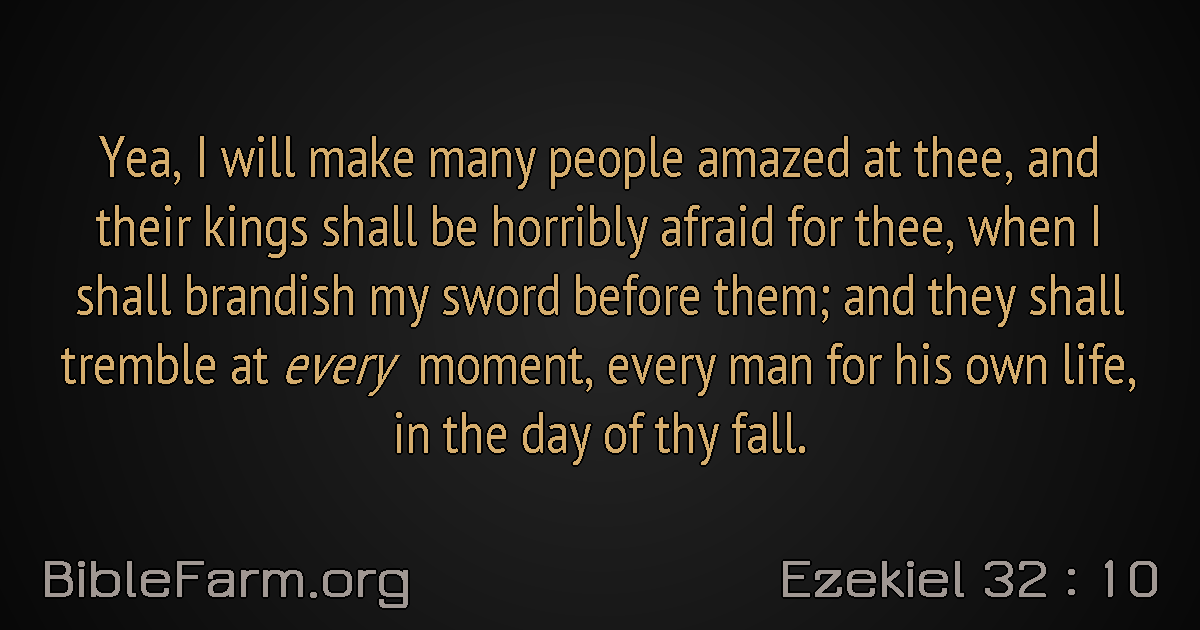 Yea, I will make many people amazed at thee, and
their kings shall be horribly afraid for thee, when I
shall brandish my sword before them; and they shall
tremble at every moment, every man for his own life,
in the day of thy fall.
BibleFarm.org
Ezekiel 32 : 10